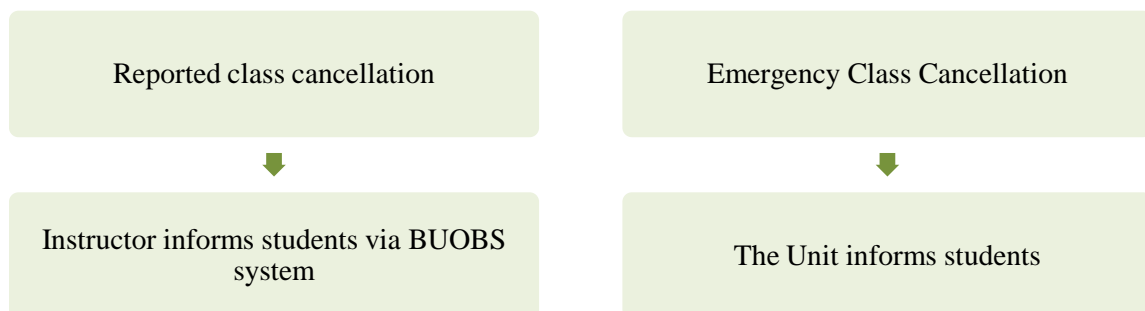 Reported class cancellation
Emergency Class Cancellation
Instructor informs students via BUOBS
system
The Unit informs students